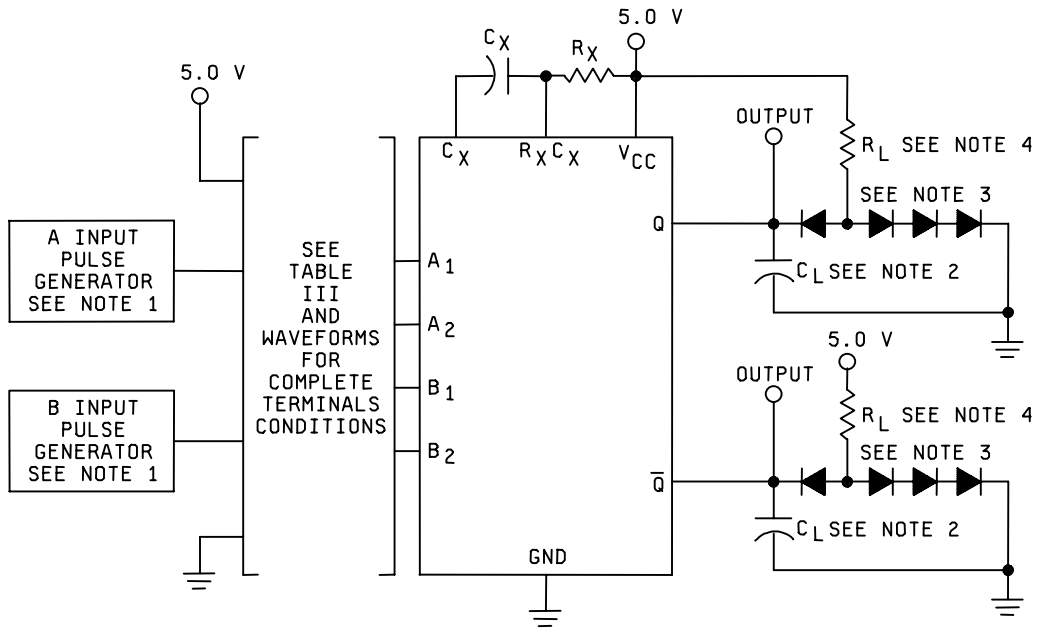 5.0 V
C X
R X
5.0 V
OUTPUT
C X
R X C X
V CC
R L SEE NOTE 4
SEE NOTE 3
Q
C L SEE NOTE 2
A INPUT
PULSE
GENERATOR
SEE NOTE 1
SEE
TABLE
III
AND
WAVEFORMS
FOR
COMPLETE
TERMINALS
CONDITIONS
A 1
A 2
B 1
B 2
B INPUT
PULSE
GENERATOR
SEE NOTE 1
5.0 V
OUTPUT
R L SEE NOTE 4
SEE NOTE 3
Q̅
C L SEE NOTE 2
GND